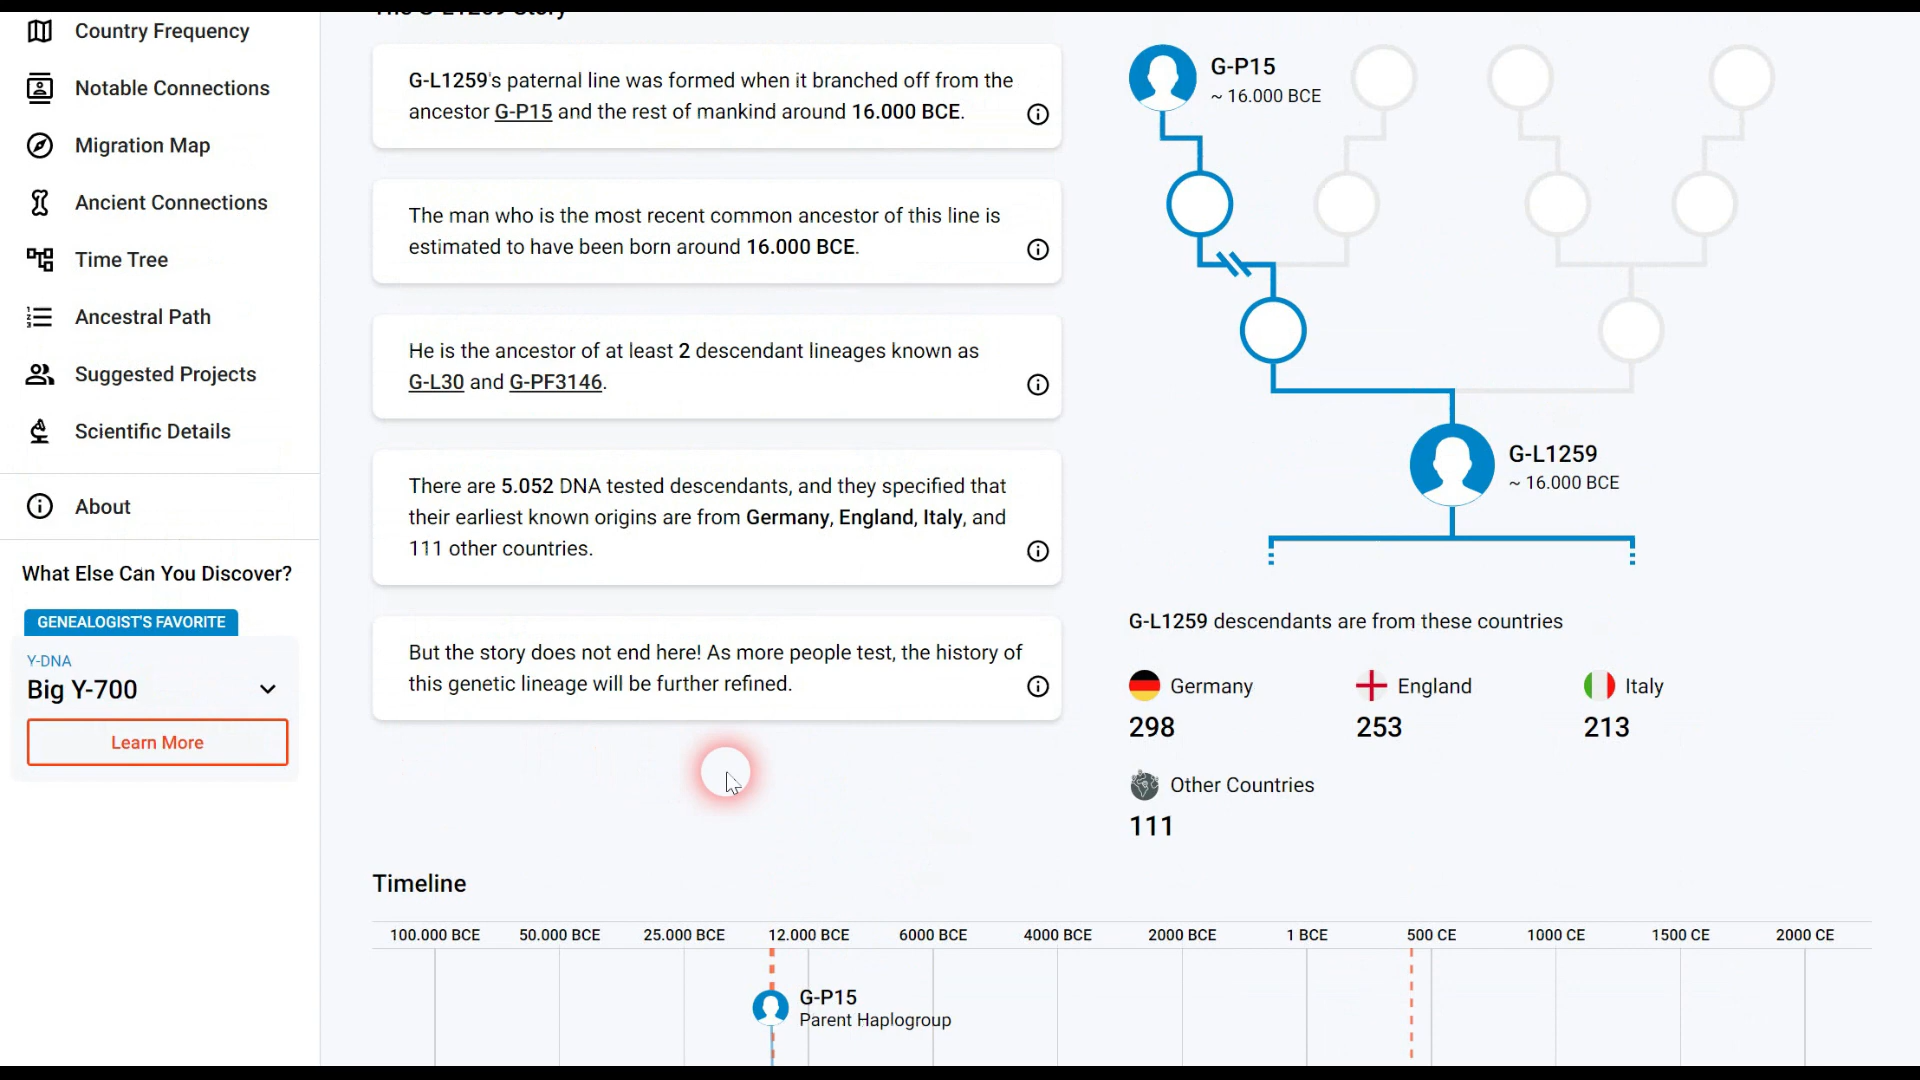 Country Frequency
Notable Connections
Migration Map
Ancient Connections
Time Tree
Ancestral Path
Suggested Projects
Scientific Details
About
What Else Can You Discover?
GENEALOGIST'S FAVORITE
Y-DNA
Big Y-700
Learn More
The G-L1259 Story
G-L1259's paternal line was formed when it branched off from the
ancestor G-P15 and the rest of mankind around 16.000 BCE.
The man who is the most recent common ancestor of this line is
estimated to have been born around 16.000 BCE.
He is the ancestor of at least 2 descendant lineages known as
G-L30 and G-PF3146.
There are 5.052 DNA tested descendants, and they specified that
their earliest known origins are from Germany, England, Italy, and
111 other countries.
But the story does not end here! As more people test, the history of
this genetic lineage will be further refined.
G-P15
~ 16.000 BCE
G-L1259
~ 16.000 BCE
G-L1259 descendants are from these countries
Germany
298
England
253
Italy
213
Other Countries
111
Timeline
100.000 BCE 50.000 BCE 25.000 BCE 12.000 BCE 6000 BCE 4000 BCE 2000 BCE 1 BCE 500 CE 1000 CE 1500 CE 2000 CE
G-P15
Parent Haplogroup